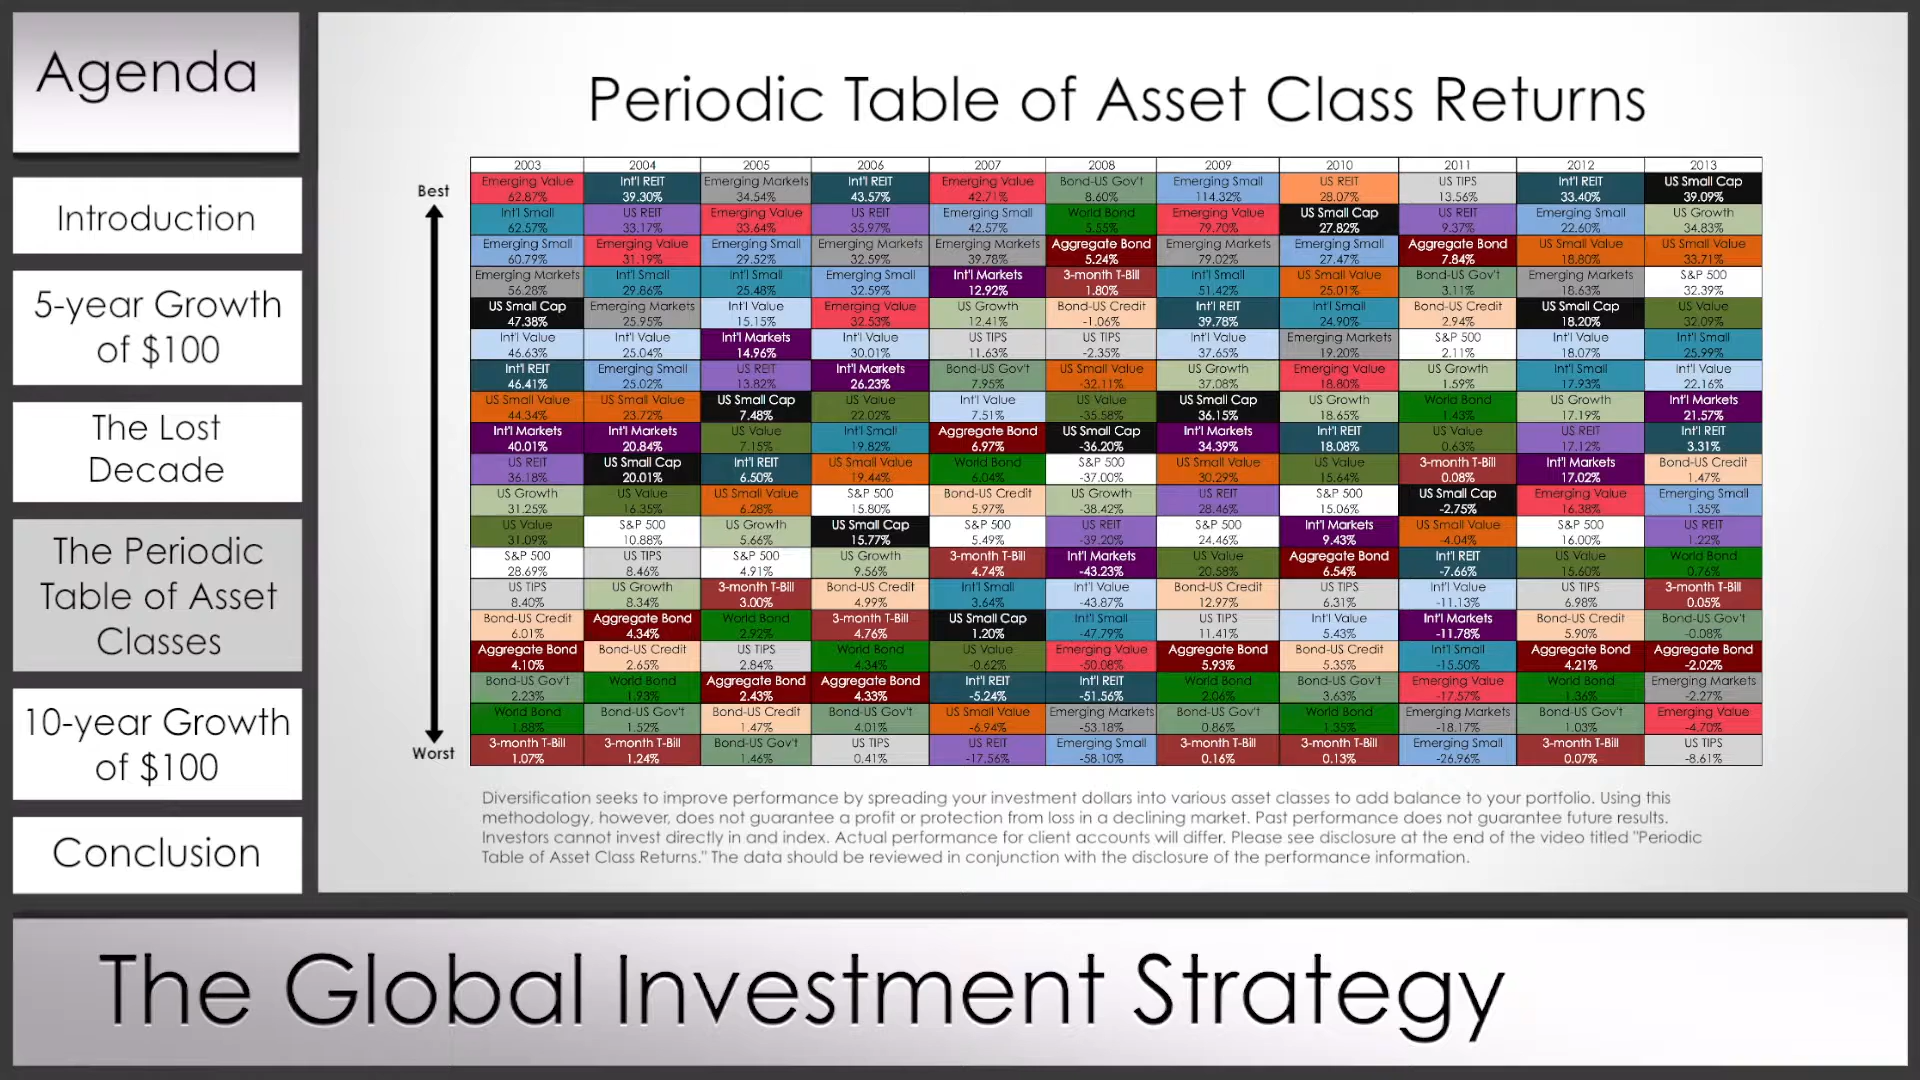 Agenda
Introduction
5-year Growth
of $100
The Lost
Decade
The Periodic
Table of Asset
Classes
10-year Growth
of $100
Conclusion
Periodic Table of Asset Class Returns
Best
Worst
2003 2004 2005 2006 2007 2008 2009 2010 2011 2012 2013
Emerging Value Int'l REIT Emerging Markets Int'l REIT Emerging Value Bond-US Gov't Emerging Small US REIT US TIPS Int'l REIT US Small Cap
62.87% 39.30% 34.54% 43.57% 42.71% 8.60% 114.32% 28.07% 13.56% 33.40% 39.09%
Int'l Small US REIT Emerging Value US REIT Emerging Small World Bond Emerging Value US Small Cap US REIT Emerging Small US Growth
62.57% 33.17% 33.64% 35.97% 42.57% 5.55% 79.70% 27.82% 9.37% 22.60% 34.83%
Emerging Small Emerging Value Emerging Small Emerging Markets Emerging Markets Aggregate Bond Emerging Markets Emerging Small Aggregate Bond US Small Value US Small Value
60.79% 31.19% 29.52% 32.59% 39.78% 5.24% 79.02% 27.47% 7.84% 18.80% 33.71%
Emerging Markets Int'l Small Int'l Small Emerging Small Int'l Markets 3-month T-Bill Int'l Small US Small Value Bond-US Gov't Emerging Markets S&P 500
56.28% 29.86% 25.48% 32.59% 12.92% 1.80% 51.42% 25.01% 3.11% 18.63% 32.39%
US Small Cap Emerging Markets Int'l Value Emerging Value US Growth Bond-US Credit Int'l REIT Int'l Small Bond-US Credit US Small Cap US Value
47.38% 25.95% 15.15% 32.53% 12.41% -1.06% 39.78% 24.90% 2.94% 18.20% 32.09%
Int'l Value Int'l Value Int'l Markets Int'l Value US TIPS US TIPS Int'l Value Emerging Markets S&P 500 Int'l Value Int'l Small
46.63% 25.04% 14.96% 30.01% 11.63% -2.35% 37.65% 19.20% 2.11% 18.07% 25.99%
Int'l REIT Emerging Small US REIT Int'l Markets Bond-US Gov't US Small Value US Growth Emerging Value US Growth Int'l Small Int'l Value
46.41% 25.02% 13.82% 26.23% 7.95% -32.11% 37.08% 18.80% 1.59% 17.93% 22.16%
US Small Value US Small Value US Small Cap US Value Int'l Value US Value US Small Cap US Growth World Bond US Growth Int'l Markets
44.34% 23.72% 7.48% 22.02% 7.51% -35.58% 36.15% 18.65% 1.43% 17.19% 21.57%
Int'l Markets Int'l Markets US Value Int'l Small Aggregate Bond US Small Cap Int'l Markets Int'l REIT US Value US REIT Int'l REIT
40.01% 20.84% 7.15% 19.82% 6.97% -36.20% 34.39% 18.08% 0.63% 17.12% 3.31%
US REIT US Small Cap Int'l REIT US Small Value World Bond S&P 500 US Small Value US Value 3-month T-Bill Int'l Markets Bond-US Credit
36.18% 20.01% 6.50% 19.44% 6.04% -37.00% 30.29% 15.64% 0.08% 17.02% 1.47%
US Growth US Value US Small Value S&P 500 Bond-US Credit US Growth US REIT S&P 500 US Small Cap Emerging Value Emerging Small
31.25% 16.35% 6.28% 15.80% 5.97% -38.42% 28.46% 15.06% -2.75% 16.38% 1.35%
US Value S&P 500 US Growth US Small Cap S&P 500 US REIT S&P 500 Int'l Markets US Small Value S&P 500 US REIT
31.09% 10.88% 5.66% 15.77% 5.49% -39.20% 24.46% 9.43% -4.04% 16.00% 1.22%
S&P 500 US TIPS S&P 500 US Growth 3-month T-Bill Int'l Markets US Value Aggregate Bond Int'l REIT US Value World Bond
28.69% 8.46% 4.91% 9.56% 4.74% -43.23% 20.58% 6.54% -7.66% 15.60% 0.76%
US TIPS US Growth 3-month T-Bill Bond-US Credit Int'l Small Int'l Value Bond-US Credit US TIPS Int'l Value US TIPS 3-month T-Bill
8.40% 8.34% 3.00% 4.99% 3.64% -43.87% 12.97% 6.31% -11.13% 6.98% 0.05%
Bond-US Credit Aggregate Bond World Bond 3-month T-Bill US Small Cap Int'l Small US TIPS Int'l Value Int'l Markets Bond-US Credit Bond-US Gov't
6.01% 4.34% 2.92% 4.76% 1.20% -47.79% 11.41% 5.43% -11.78% 5.90% -0.08%
Aggregate Bond Bond-US Credit US TIPS World Bond US Value Emerging Value Aggregate Bond Bond-US Credit Int'l Small Aggregate Bond Aggregate Bond
4.10% 2.65% 2.84% 4.34% -0.62% -50.08% 5.93% 5.35% -15.50% 4.21% -2.02%
Bond-US Gov't World Bond Aggregate Bond Aggregate Bond Int'l REIT Int'l REIT World Bond Bond-US Gov't Emerging Value World Bond Emerging Markets
2.23% 1.93% 2.43% 4.33% -5.24% -51.56% 2.06% 3.63% -17.57% 1.36% -2.27%
World Bond Bond-US Gov't Bond-US Credit Bond-US Gov't US Small Value Emerging Markets Bond-US Gov't World Bond Emerging Markets Bond-US Gov't Emerging Value
1.88% 1.52% 1.47% 4.01% -6.94% -53.18% 0.86% 1.35% -18.17% 1.03% -4.70%
3-month T-Bill 3-month T-Bill Bond-US Gov't US TIPS US REIT Emerging Small 3-month T-Bill 3-month T-Bill Emerging Small 3-month T-Bill US TIPS
1.07% 1.24% 1.46% 0.41% -17.56% -58.10% 0.16% 0.13% -26.96% 0.07% -8.61%
Diversification seeks to improve performance by spreading your investment dollars into various asset classes to add balance to your portfolio. Using this
methodology, however, does not guarantee a profit or protection from loss in a declining market. Past performance does not guarantee future results.
Investors cannot invest directly in and index. Actual performance for client accounts will differ. Please see disclosure at the end of the video titled "Periodic
Table of Asset Class Returns." The data should be reviewed in conjunction with the disclosure of the performance information.
The Global Investment Strategy